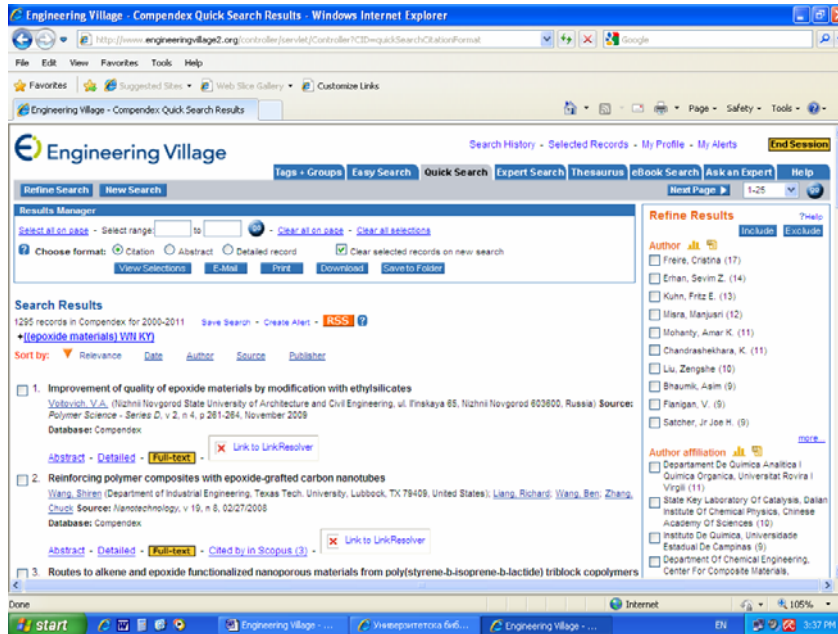 Engineering Village - Compendex Quick Search Results - Windows Internet Explorer
http://www.engineeringvillage2.org/controller/servlet/Controller?CID=quickSearchCitationFormat
Google
File Edit View Favorites Tools Help
Favorites Suggested Sites Web Slice Gallery Customize Links
Engineering Village - Compendex Quick Search Results
Page Safety Tools
Engineering Village
Search History - Selected Records - My Profile - My Alerts End Session
Tags + Groups Easy Search Quick Search Expert Search Thesaurus eBook Search Ask an Expert Help
Refine Search New Search
Next Page 1-25
Results Manager
Select all on page - Select range: to - Clear all on page - Clear all selections
? Choose format: Citation Abstract Detailed record Clear selected records on new search
View Selections E-Mail Print Download Save to Folder
Search Results
1295 records in Compendex for 2000-2011 Save Search - Create Alert - RSS ?
+((epoxide materials) WN KY)
Sort by: Relevance Date Author Source Publisher
1. Improvement of quality of epoxide materials by modification with ethylsilicates
Voitovich, V.A. (Nizhnii Novgorod State University of Architecture and Civil Engineering, ul. Il'inskaya 65, Nizhnii Novgorod 603600, Russia) Source:
Polymer Science - Series D, v 2, n 4, p 261-264, November 2009
Database: Compendex
Abstract - Detailed - Full-text - Link to LinkResolver
2. Reinforcing polymer composites with epoxide-grafted carbon nanotubes
Wang, Shiren (Department of Industrial Engineering, Texas Tech. University, Lubbock, TX 79409, United States); Liang, Richard; Wang, Ben; Zhang,
Chuck Source: Nanotechnology, v 19, n 8, 02/27/2008
Database: Compendex
Abstract - Detailed - Full-text - Cited by in Scopus (3) - Link to LinkResolver
3. Routes to alkene and epoxide functionalized nanoporous materials from poly(styrene-b-isoprene-b-lactide) triblock copolymers
Refine Results ?Help
Include Exclude
Author
Freire, Cristina (17)
Erhan, Sevim Z. (14)
Kuhn, Fritz E. (13)
Misra, Manjusri (12)
Mohanty, Amar K. (11)
Chandrashekhara, K. (11)
Liu, Zengshe (10)
Bhaumik, Asim (9)
Flanigan, V. (9)
Satcher, Jr Joe H. (9)
more...
Author affiliation
Departament De Quimica Analitica I
Quimica Organica, Universitat Rovira I
Virgili (11)
State Key Laboratory Of Catalysis, Dalian
Institute Of Chemical Physics, Chinese
Academy Of Sciences (10)
Instituto De Quimica, Universidade
Estadual De Campinas (9)
Department Of Chemical Engineering,
Center For Composite Materials,
Done Internet 105%
start Engineering Village - ... Университетска биб... Engineering Village - ... EN 3:37 PM